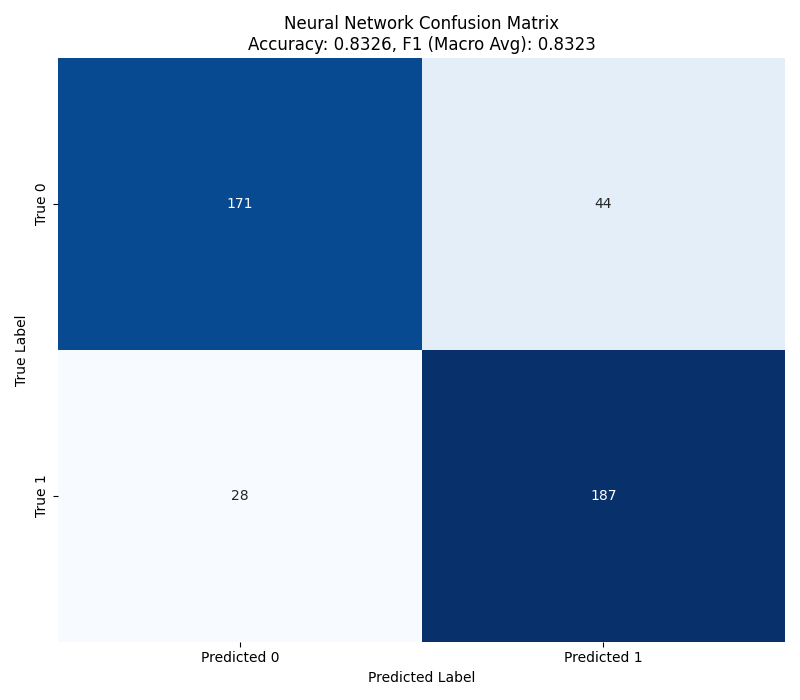 Neural Network Confusion Matrix
Accuracy: 0.8326, F1 (Macro Avg): 0.8323
True Label
True 0
171
44
True 1
28
187
Predicted 0
Predicted 1
Predicted Label